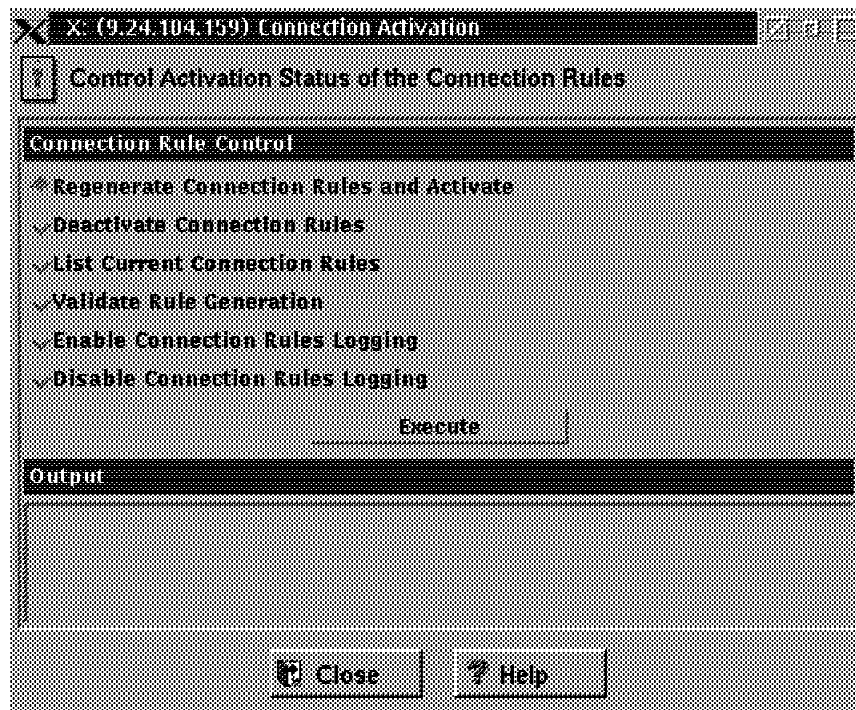 X: (9.24.104.159) Connection Activation
? Control Activation Status of the Connection Rules
Connection Rule Control
Regenerate Connection Rules and Activate
Deactivate Connection Rules
List Current Connection Rules
Validate Rule Generation
Enable Connection Rules Logging
Disable Connection Rules Logging
Execute
Output
Close
? Help